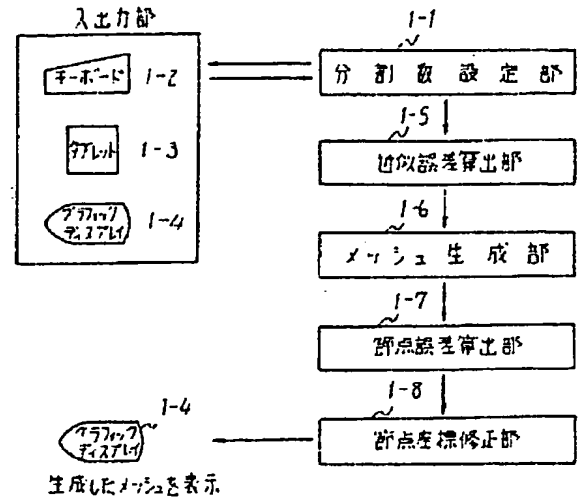 入出力部
キーボード 1-2
タブレット 1-3
グラフィック
ディスプレイ 1-4
1-1
分割数設定部
1-5
近似誤差算出部
1-6
メッシュ生成部
1-7
節点誤差算出部
1-8
節点座標修正部
1-4
グラフィック
ディスプレイ
生成したメッシュを表示